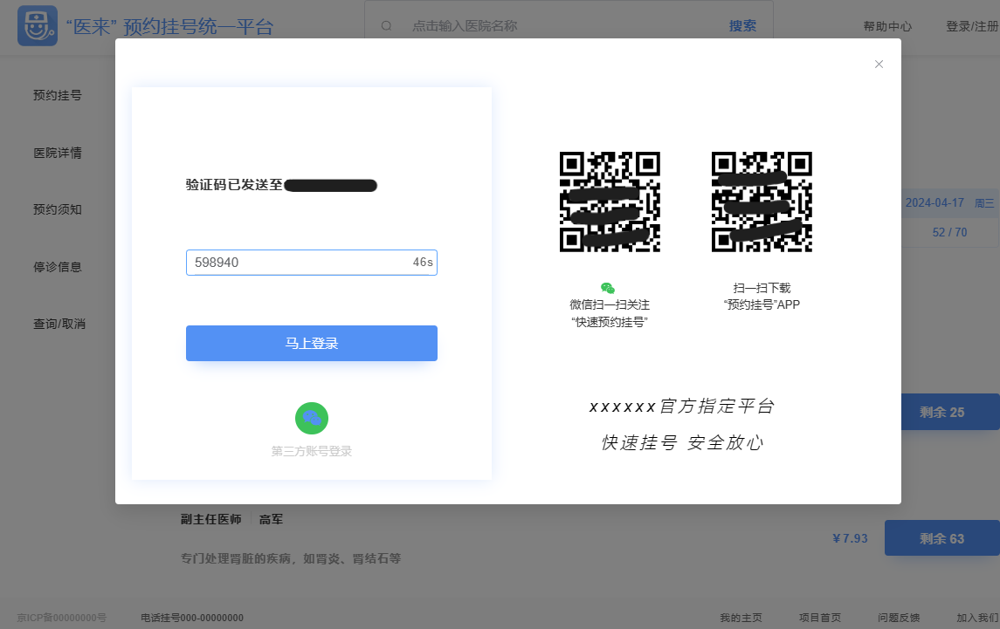 “医来” 预约挂号统一平台
点击输入医院名称
搜索
帮助中心
登录/注册
预约挂号
医院详情
预约须知
停诊信息
查询/取消
验证码已发送至
598940
46s
马上登录
第三方账号登录
微信扫一扫关注
“快速预约挂号”
扫一扫下载
“预约挂号”APP
xxxxxx官方指定平台
快速挂号 安全放心
2024-04-17 周三
52 / 70
剩余 25
副主任医师 高军
专门处理肾脏的疾病，如肾炎、肾结石等
￥7.93
剩余 63
京ICP备00000000号
电话挂号000-00000000
我的主页
项目首页
问题反馈
加入我们